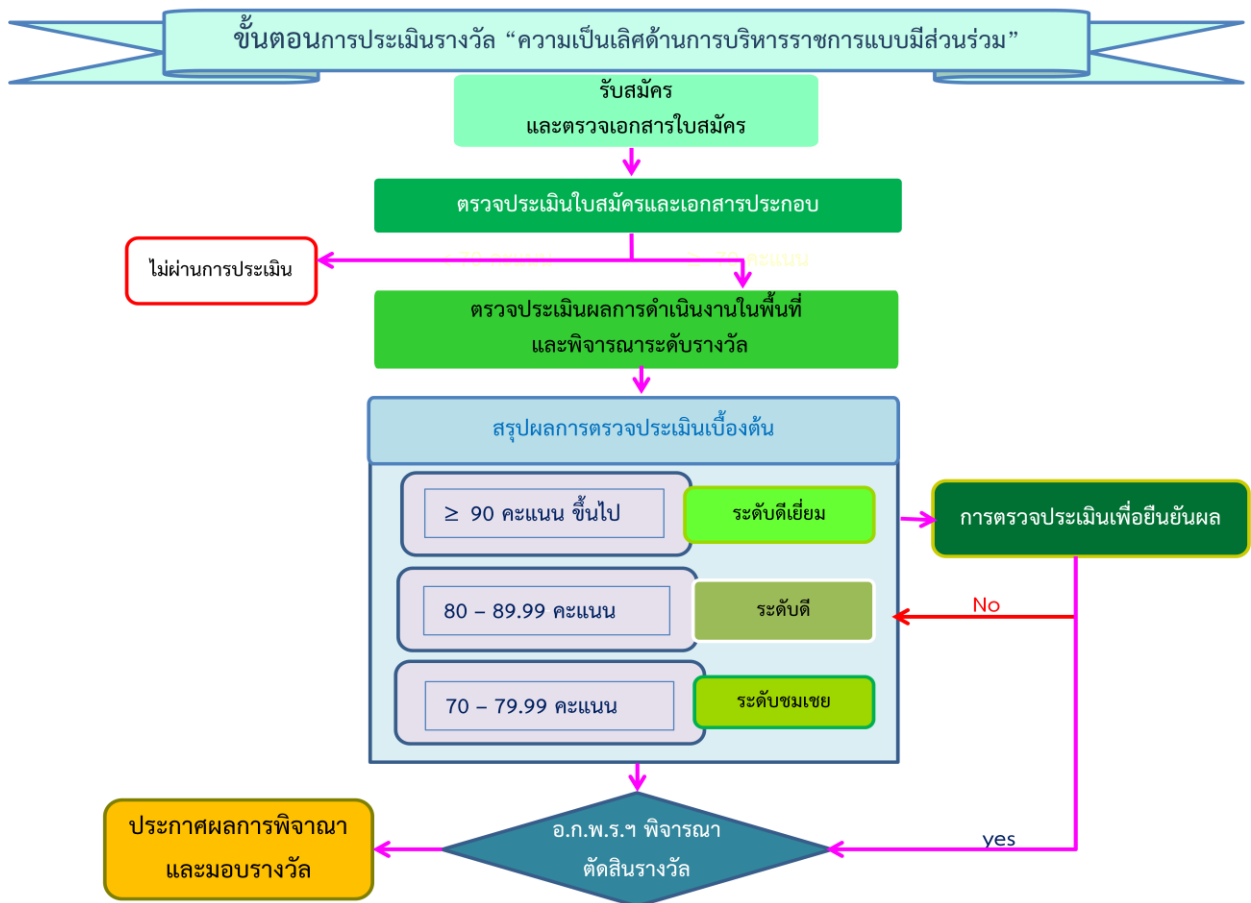 ขั้นตอนการประเมินรางวัล “ความเป็นเลิศด้านการบริหารราชการแบบมีส่วนร่วม”
รับสมัคร
และตรวจเอกสารใบสมัคร
ตรวจประเมินใบสมัครและเอกสารประกอบ
ไม่ผ่านการประเมิน
คะแนน
คะแนน
ตรวจประเมินผลการดำเนินงานในพื้นที่
และพิจารณาระดับรางวัล
สรุปผลการตรวจประเมินเบื้องต้น
≥ 90 คะแนน ขึ้นไป
ระดับดีเยี่ยม
การตรวจประเมินเพื่อยืนยันผล
80 – 89.99 คะแนน
ระดับดี
No
70 – 79.99 คะแนน
ระดับชมเชย
อ.ก.พ.ร.ฯ พิจารณา
ตัดสินรางวัล
yes
ประกาศผลการพิจาณา
และมอบรางวัล